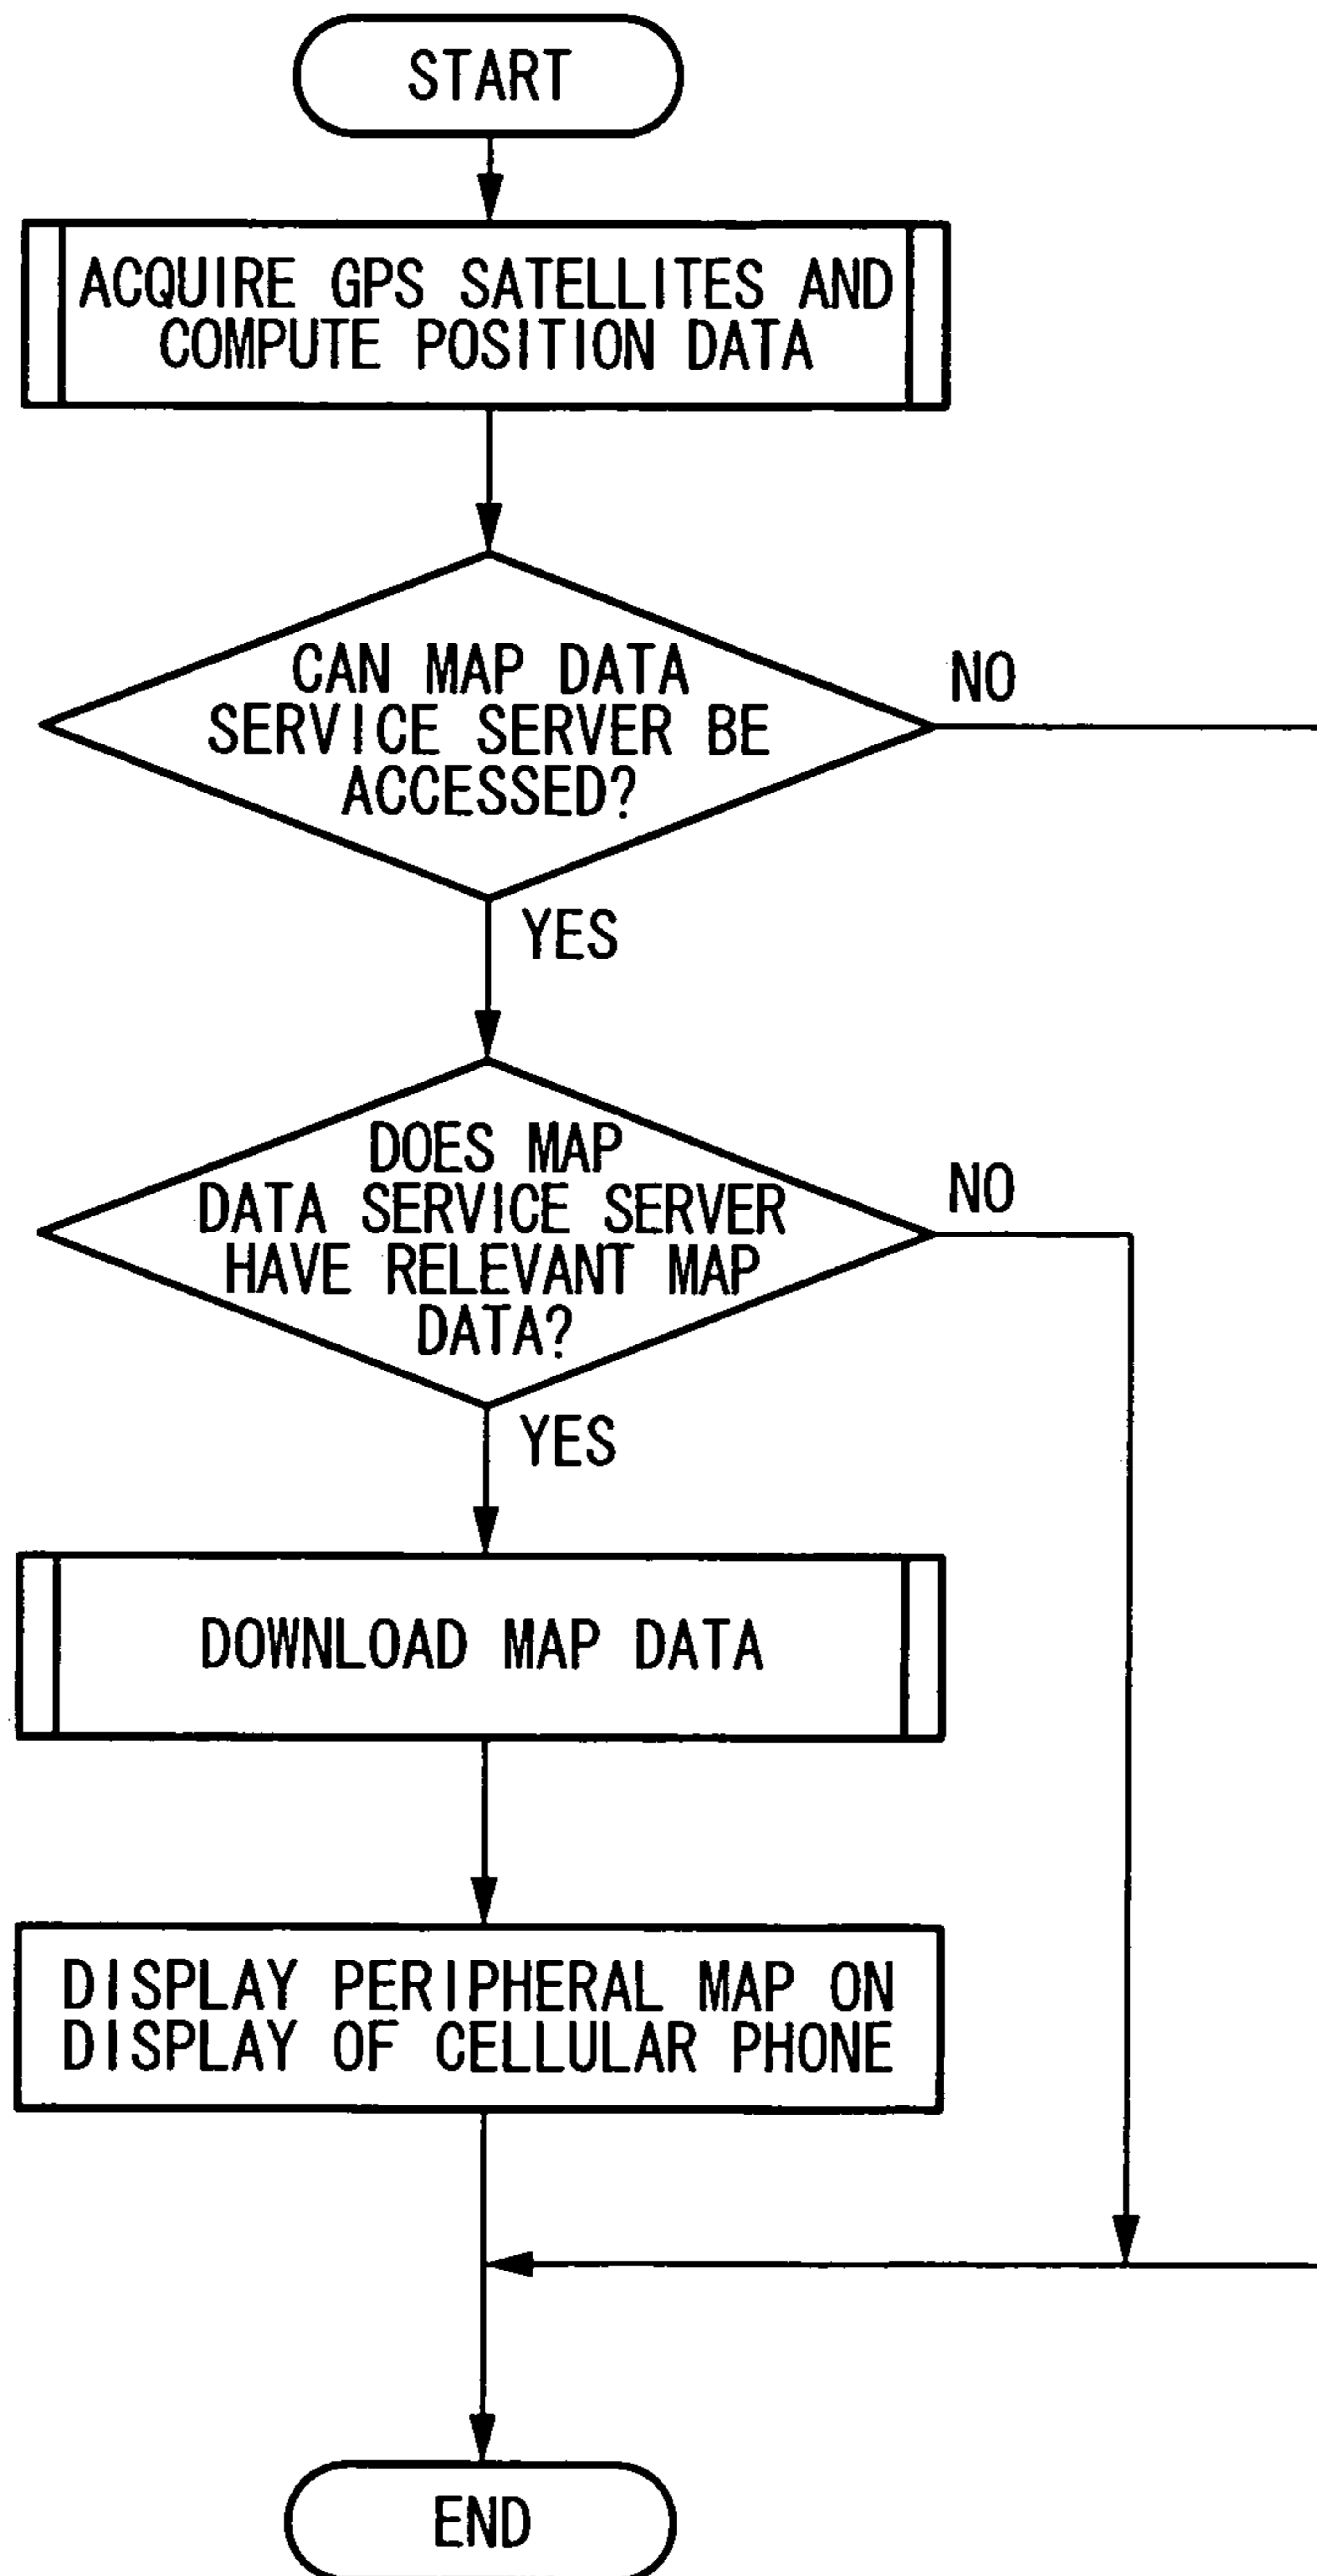 START
ACQUIRE GPS SATELLITES AND
COMPUTE POSITION DATA
CAN MAP DATA
SERVICE SERVER BE
ACCESSED?
NO
YES
DOES MAP
DATA SERVICE SERVER
HAVE RELEVANT MAP
DATA?
NO
YES
DOWNLOAD MAP DATA
DISPLAY PERIPHERAL MAP ON
DISPLAY OF CELLULAR PHONE
END